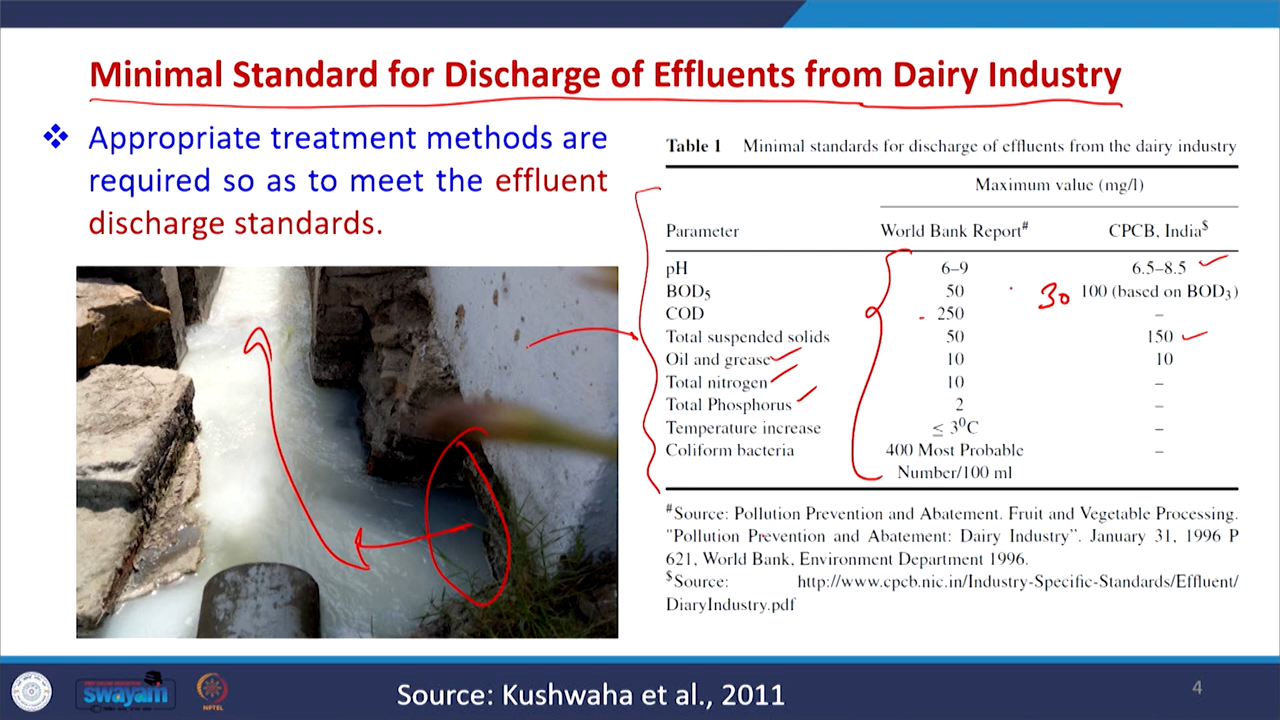 Minimal Standard for Discharge of Effluents from Dairy Industry
❖ Appropriate treatment methods are
required so as to meet the effluent
discharge standards.
Table 1 Minimal standards for discharge of effluents from the dairy industry
Maximum value (mg/l)
Parameter World Bank Report# CPCB, India$
pH 6–9 6.5–8.5
BOD5 50 30 100 (based on BOD3)
COD 250 –
Total suspended solids 50 150
Oil and grease 10 10
Total nitrogen 10 –
Total Phosphorus 2 –
Temperature increase ≤ 3⁰C –
Coliform bacteria 400 Most Probable –
Number/100 ml
#Source: Pollution Prevention and Abatement. Fruit and Vegetable Processing.
"Pollution Prevention and Abatement: Dairy Industry". January 31, 1996 P
621, World Bank, Environment Department 1996.
$Source: http://www.cpcb.nic.in/Industry-Specific-Standards/Effluent/
DiaryIndustry.pdf
swayam
NPTEL
Source: Kushwaha et al., 2011
4